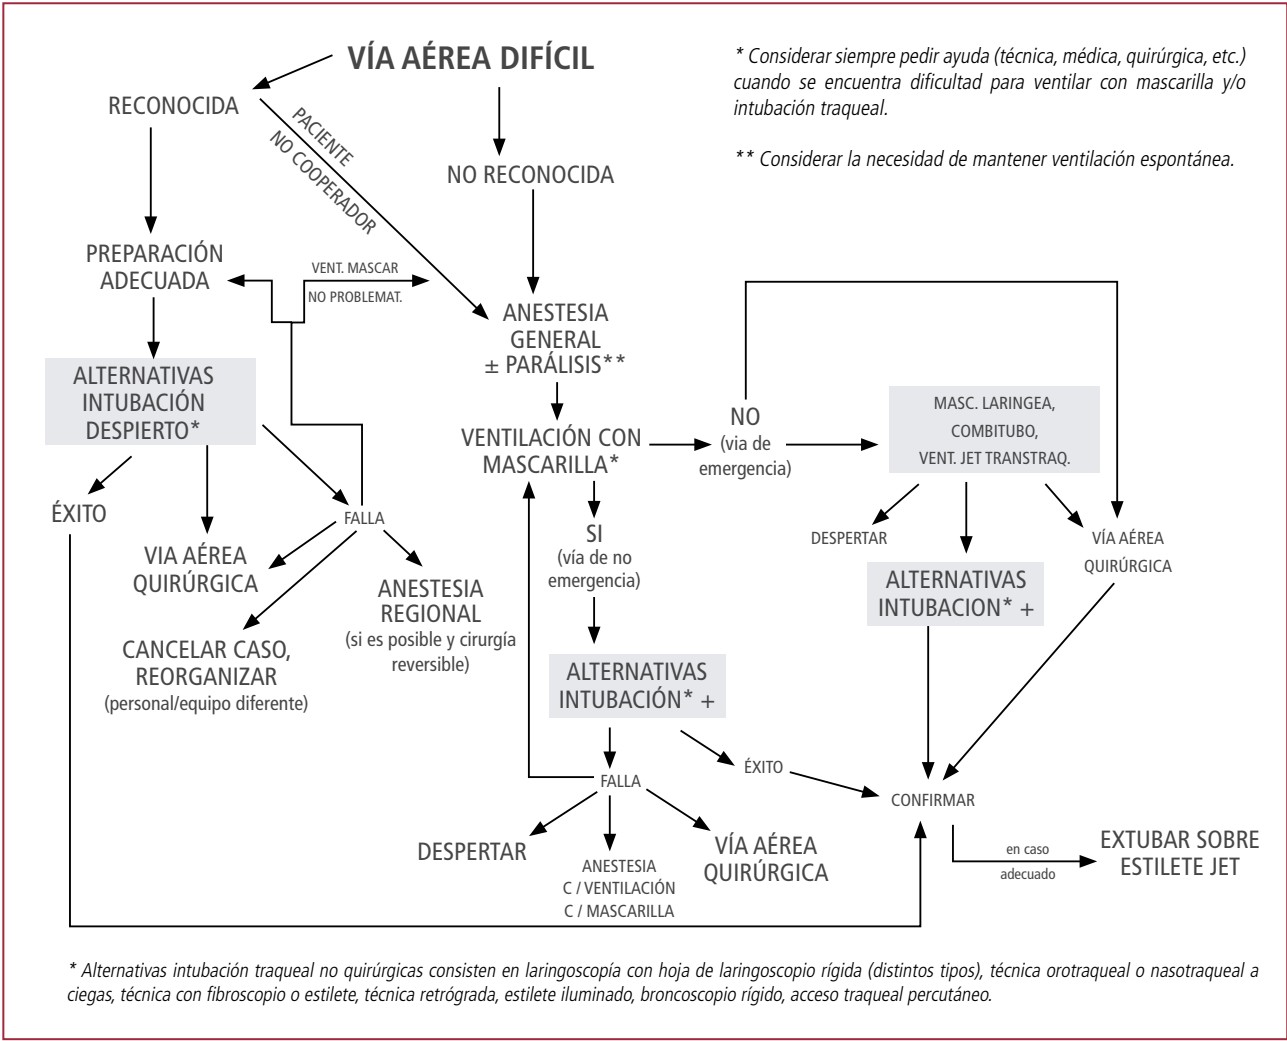 VÍA AÉREA DIFÍCIL
* Considerar siempre pedir ayuda (técnica, médica, quirúrgica, etc.)
cuando se encuentra dificultad para ventilar con mascarilla y/o
intubación traqueal.
** Considerar la necesidad de mantener ventilación espontánea.
RECONOCIDA
PACIENTE
NO COOPERADOR
NO RECONOCIDA
PREPARACIÓN
ADECUADA
VENT. MASCAR
NO PROBLEMAT.
ANESTESIA
GENERAL
± PARÁLISIS**
ALTERNATIVAS
INTUBACIÓN
DESPIERTO*
VENTILACIÓN CON
MASCARILLA*
NO
(via de
emergencia)
MASC. LARINGEA,
COMBITUBO,
VENT. JET TRANSTRAQ.
ÉXITO
VIA AÉREA
QUIRÚRGICA
FALLA
ANESTESIA
REGIONAL
(si es posible y cirurgía
reversible)
CANCELAR CASO,
REORGANIZAR
(personal/equipo diferente)
SI
(vía de no
emergencia)
DESPERTAR
VÍA AÉREA
QUIRÚRGICA
ALTERNATIVAS
INTUBACION* +
ALTERNATIVAS
INTUBACIÓN* +
FALLA
ÉXITO
CONFIRMAR
DESPERTAR
ANESTESIA
C / VENTILACIÓN
C / MASCARILLA
VÍA AÉREA
QUIRÚRGICA
en caso
adecuado
EXTUBAR SOBRE
ESTILETE JET
* Alternativas intubación traqueal no quirúrgicas consisten en laringoscopía con hoja de laringoscopio rígida (distintos tipos), técnica orotraqueal o nasotraqueal a
ciegas, técnica con fibroscopio o estilete, técnica retrógrada, estilete iluminado, broncoscopio rígido, acceso traqueal percutáneo.